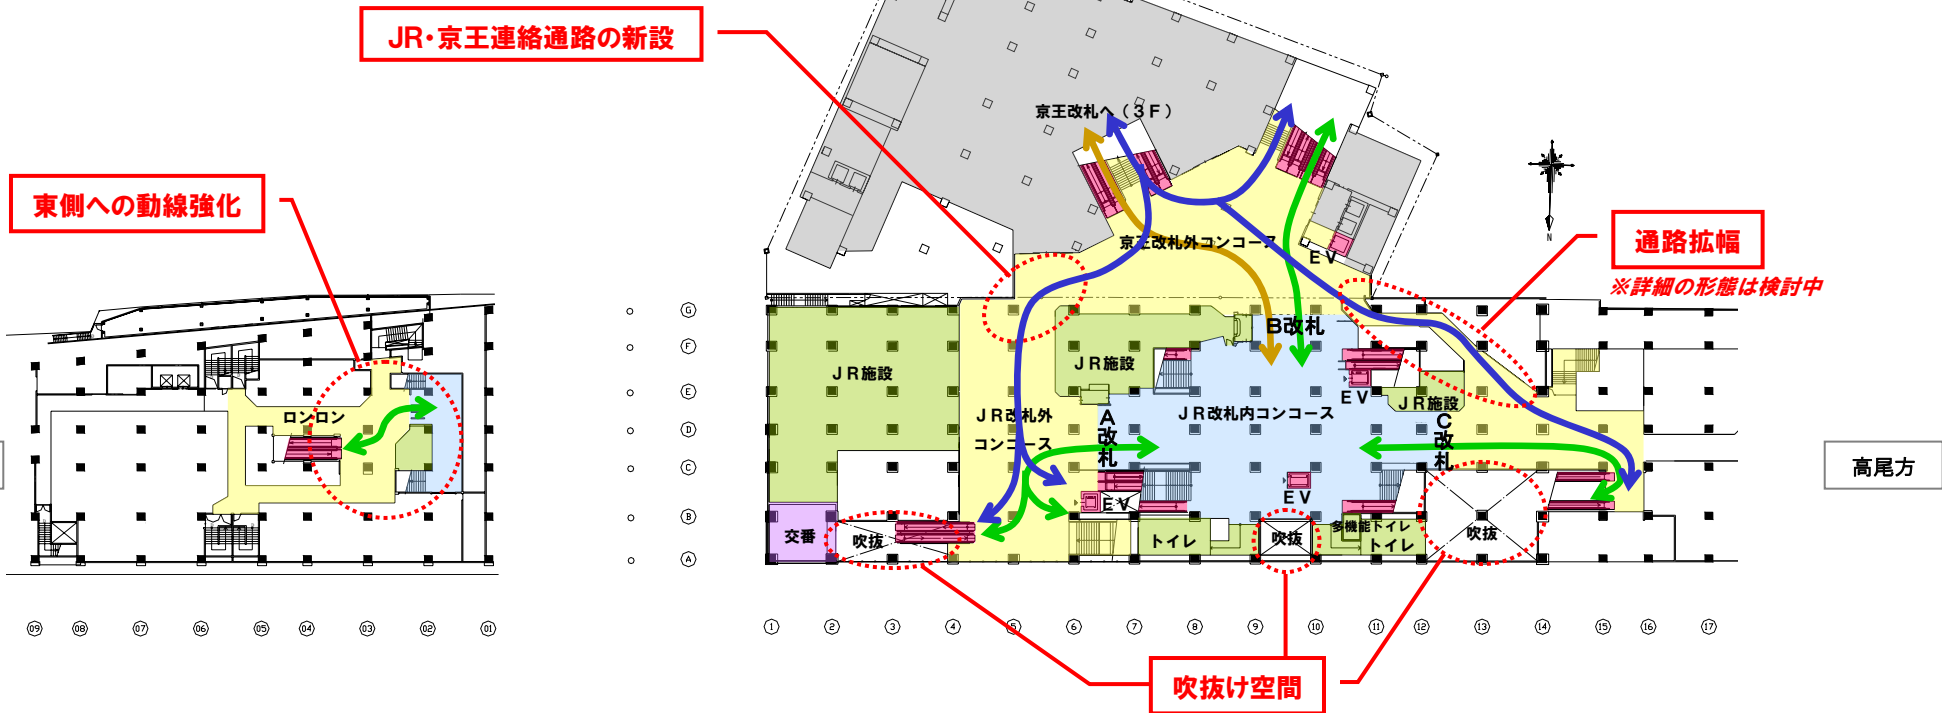 JR・京王連絡通路の新設
京王改札へ（３Ｆ）
東側への動線強化
通路拡幅
※詳細の形態は検討中
N
京王改札外コンコース
ＥＶ
Ｂ改札
ＪＲ施設
ＪＲ施設
ＥＶ
ＪＲ施設
ロンロン
ＪＲ改札外
コンコース
Ａ改札
ＪＲ改札内コンコース
Ｃ改札
高尾方
ＥＶ
ＥＶ
交番
吹抜
トイレ
吹抜
多機能トイレ
トイレ
吹抜
G
F
E
D
C
B
A
09 08 07 06 05 04 03 02 01
1 2 3 4 5 6 7 8 9 10 11 12 13 14 15 16 17
吹抜け空間